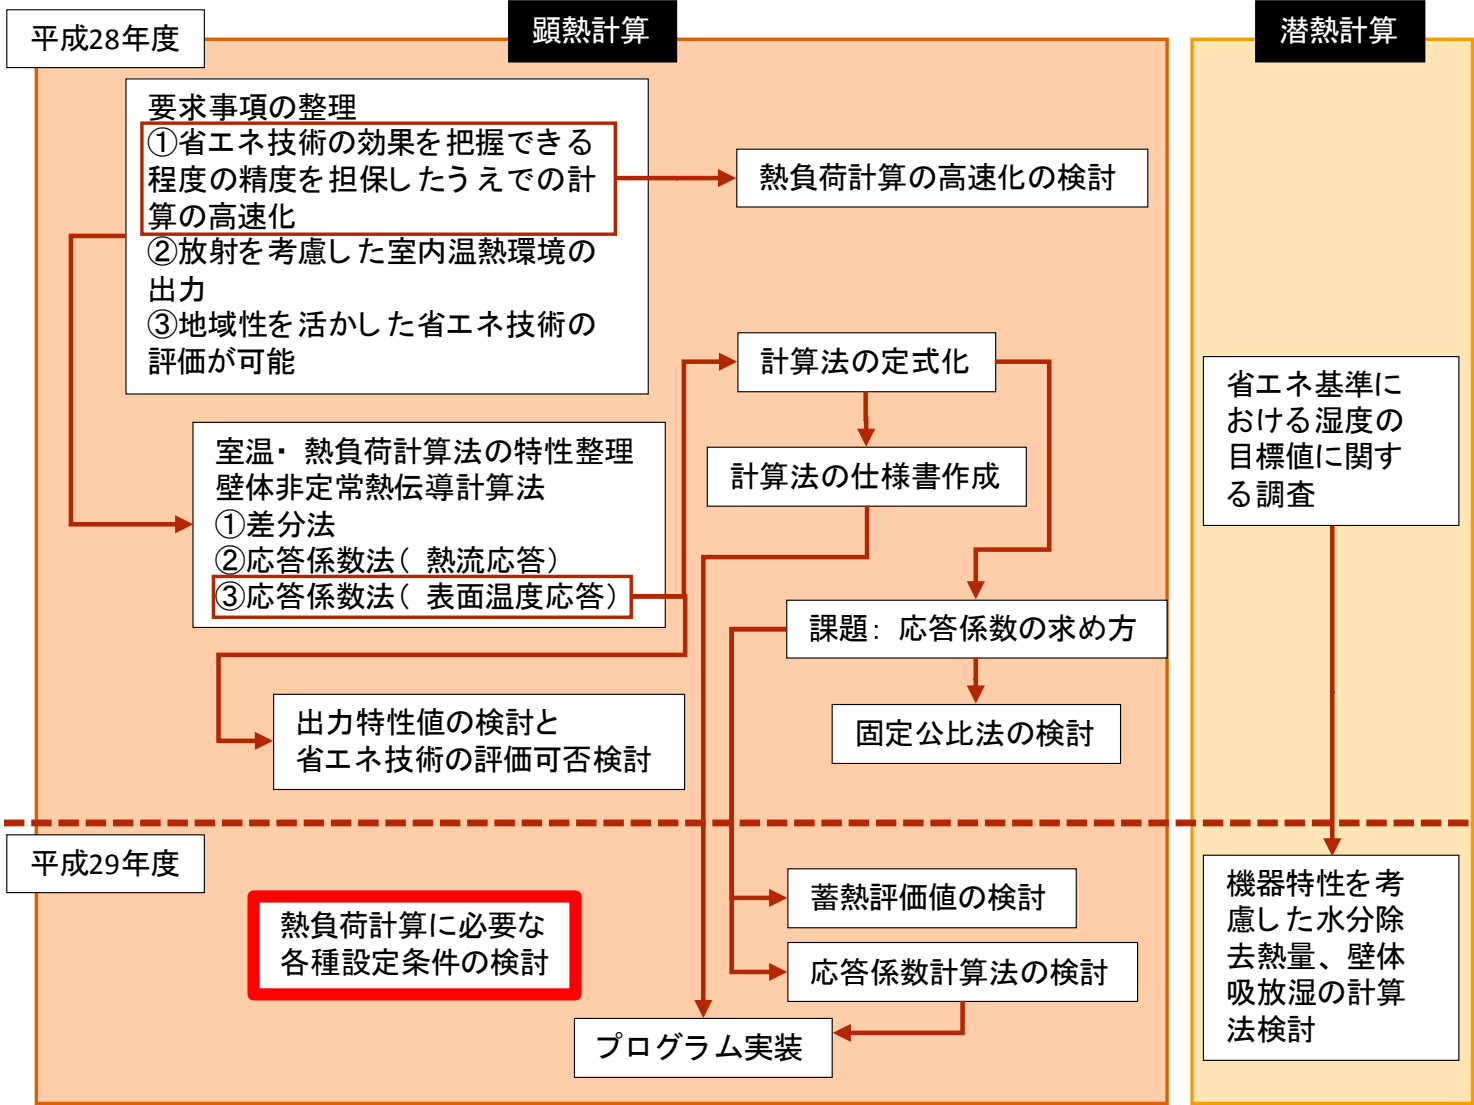 平成28年度
顕熱計算
潜熱計算
要求事項の整理
①省エネ技術の効果を把握できる
程度の精度を担保したうえでの計
算の高速化
②放射を考慮した室内温熱環境の
出力
③地域性を活かした省エネ技術の
評価が可能
熱負荷計算の高速化の検討
室温・ 熱負荷計算法の特性整理
壁体非定常熱伝導計算法
①差分法
②応答係数法( 熱流応答)
③応答係数法( 表面温度応答)
計算法の定式化
計算法の仕様書作成
課題: 応答係数の求め方
固定公比法の検討
出力特性値の検討と
省エネ技術の評価可否検討
省エネ基準に
おける湿度の
目標値に関す
る調査
平成29年度
熱負荷計算に必要な
各種設定条件の検討
蓄熱評価値の検討
応答係数計算法の検討
プログラム実装
機器特性を考
慮した水分除
去熱量、壁体
吸放湿の計算
法検討